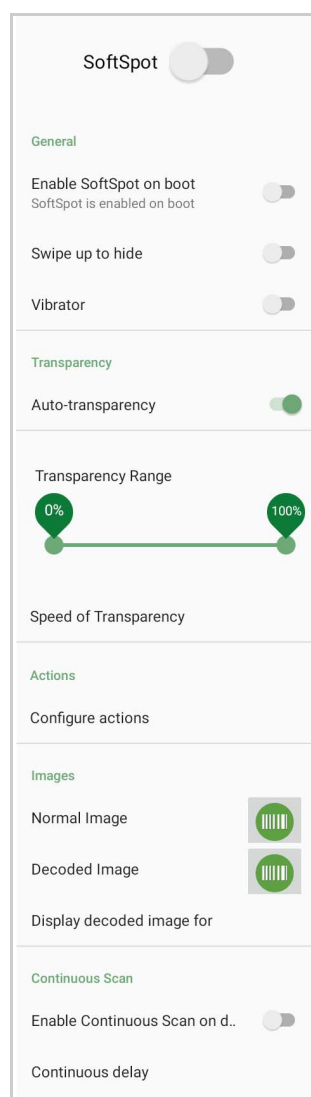 SoftSpot
General
Enable SoftSpot on boot
SoftSpot is enabled on boot
Swipe up to hide
Vibrator
Transparency
Auto-transparency
Transparency Range
0% 100%
Speed of Transparency
Actions
Configure actions
Images
Normal Image
Decoded Image
Display decoded image for
Continuous Scan
Enable Continuous Scan on d..
Continuous delay